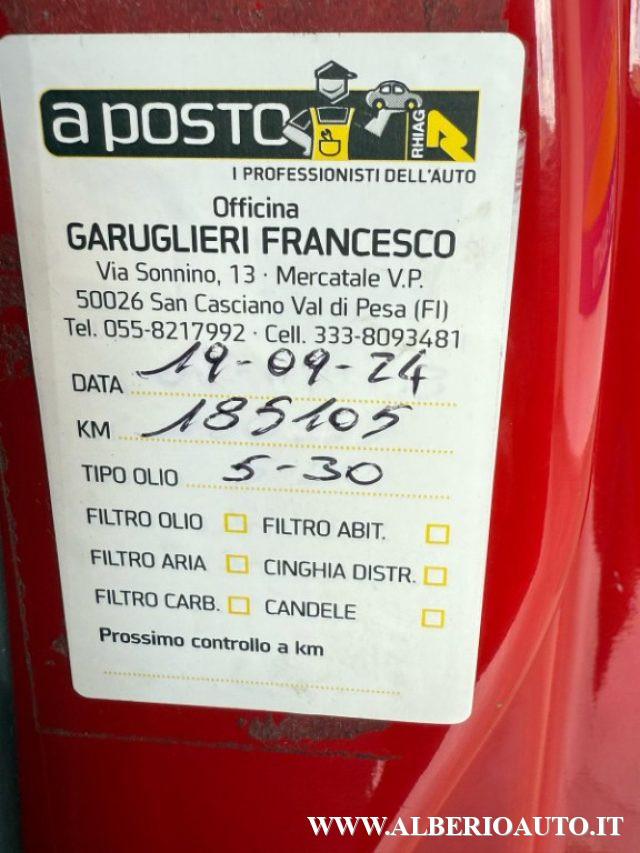 a posto
RHIAG
I PROFESSIONISTI DELL'AUTO
Officina
GARUGLIERI FRANCESCO
Via Sonnino, 13 · Mercatale V.P.
50026 San Casciano Val di Pesa (FI)
Tel. 055-8217992 · Cell. 333-8093481
DATA 19-09-24
KM 185105
TIPO OLIO 5-30
FILTRO OLIO FILTRO ABIT.
FILTRO ARIA CINGHIA DISTR.
FILTRO CARB. CANDELE
Prossimo controllo a km
WWW.ALBERIOAUTO.IT